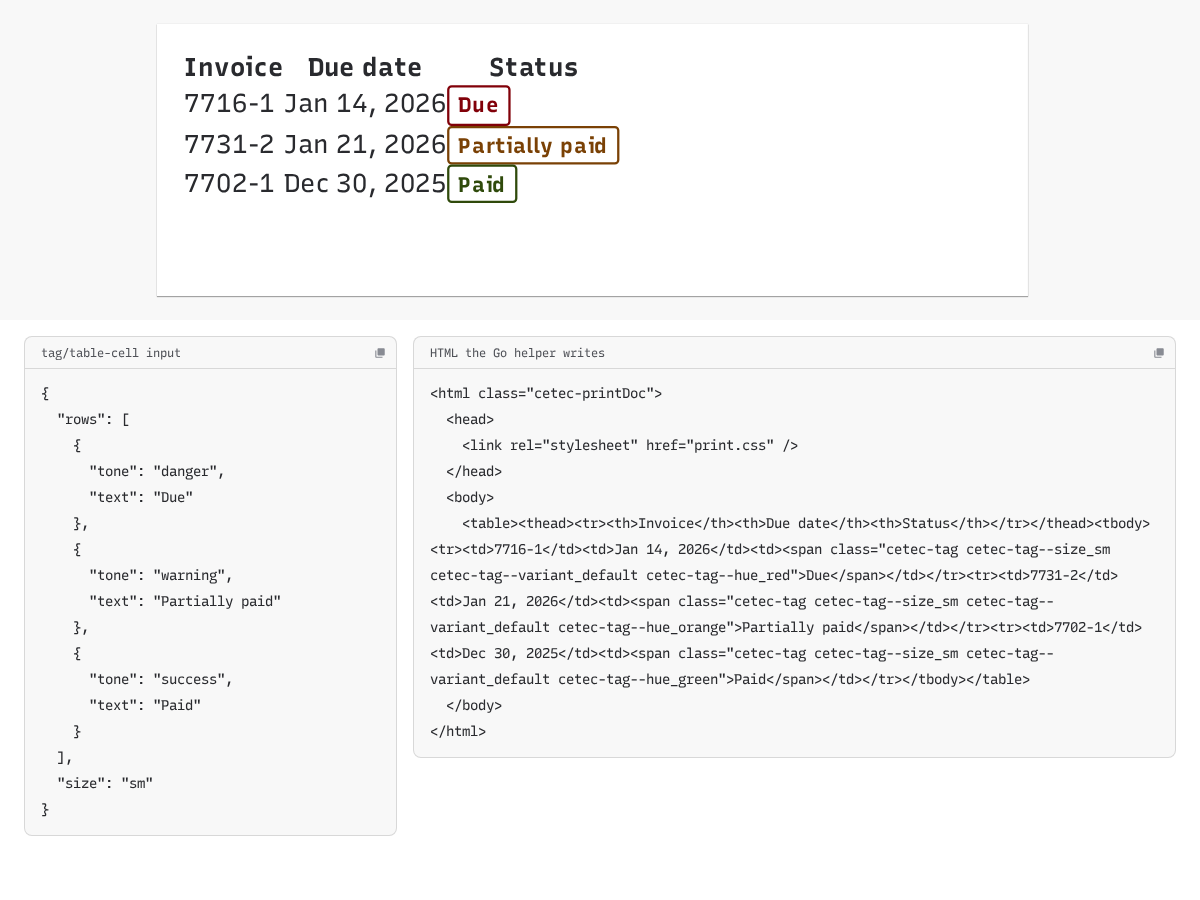 Invoice Due date Status
7716-1 Jan 14, 2026 Due
7731-2 Jan 21, 2026 Partially paid
7702-1 Dec 30, 2025 Paid
tag/table-cell input
{
"rows": [
{
"tone": "danger",
"text": "Due"
},
{
"tone": "warning",
"text": "Partially paid"
},
{
"tone": "success",
"text": "Paid"
}
],
"size": "sm"
}
HTML the Go helper writes
<html class="cetec-printDoc">
<head>
<link rel="stylesheet" href="print.css" />
</head>
<body>
<table><thead><tr><th>Invoice</th><th>Due date</th><th>Status</th></tr></thead><tbody>
<tr><td>7716-1</td><td>Jan 14, 2026</td><td><span class="cetec-tag cetec-tag--size_sm
cetec-tag--variant_default cetec-tag--hue_red">Due</span></td></tr><tr><td>7731-2</td>
<td>Jan 21, 2026</td><td><span class="cetec-tag cetec-tag--size_sm cetec-tag--
variant_default cetec-tag--hue_orange">Partially paid</span></td></tr><tr><td>7702-1</td>
<td>Dec 30, 2025</td><td><span class="cetec-tag cetec-tag--size_sm cetec-tag--
variant_default cetec-tag--hue_green">Paid</span></td></tr></tbody></table>
</body>
</html>